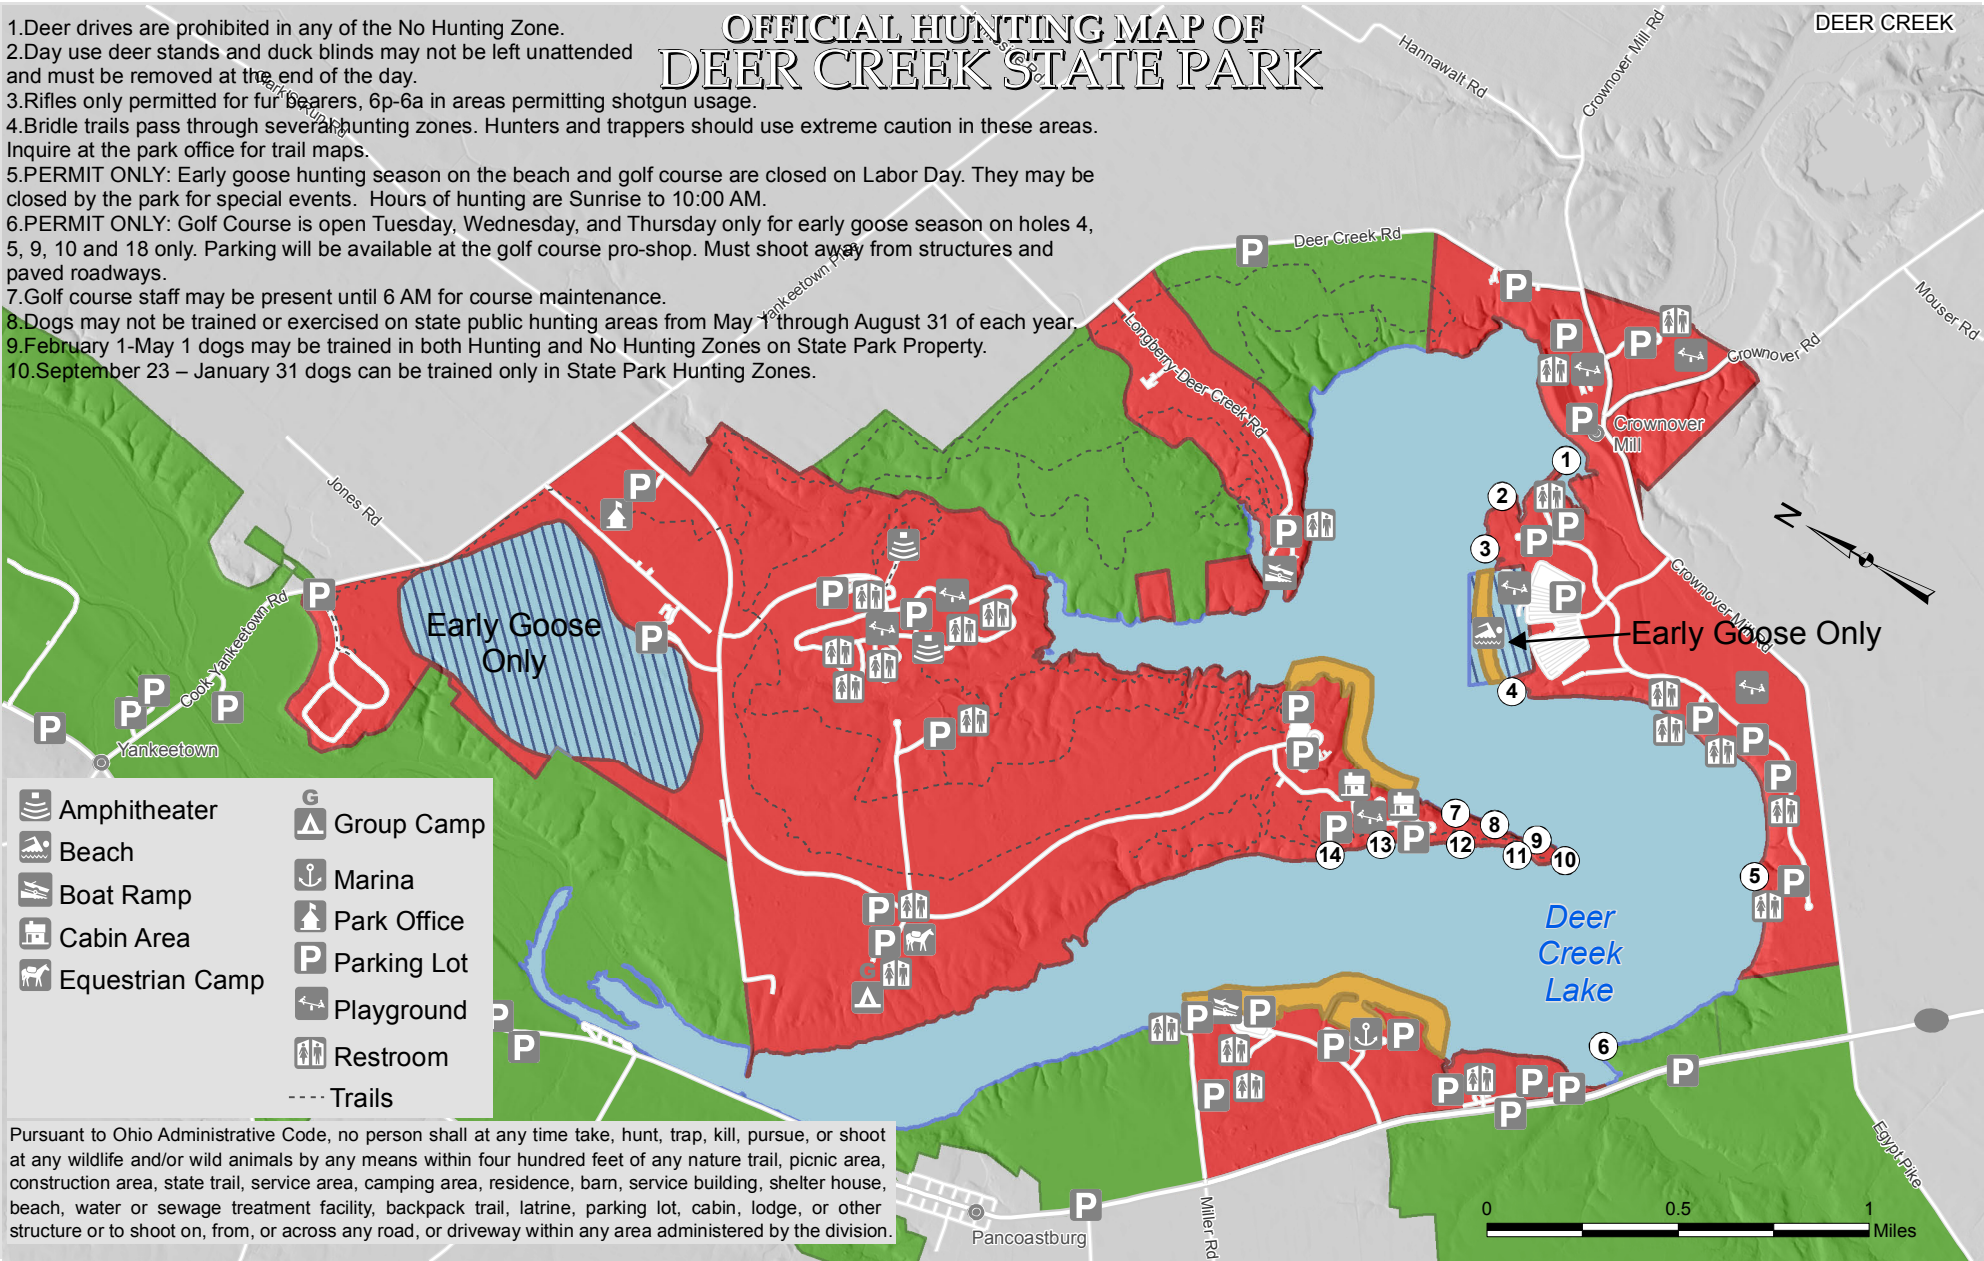 OFFICIAL HUNTING MAP OF
DEER CREEK STATE PARK
DEER CREEK
1.Deer drives are prohibited in any of the No Hunting Zone.
2.Day use deer stands and duck blinds may not be left unattended
and must be removed at the end of the day.
3.Rifles only permitted for fur bearers, 6p-6a in areas permitting shotgun usage.
4.Bridle trails pass through several hunting zones. Hunters and trappers should use extreme caution in these areas.
Inquire at the park office for trail maps.
5.PERMIT ONLY: Early goose hunting season on the beach and golf course are closed on Labor Day. They may be
closed by the park for special events. Hours of hunting are Sunrise to 10:00 AM.
6.PERMIT ONLY: Golf Course is open Tuesday, Wednesday, and Thursday only for early goose season on holes 4,
5, 9, 10 and 18 only. Parking will be available at the golf course pro-shop. Must shoot away from structures and
paved roadways.
7.Golf course staff may be present until 6 AM for course maintenance.
8.Dogs may not be trained or exercised on state public hunting areas from May 1 through August 31 of each year.
9.February 1-May 1 dogs may be trained in both Hunting and No Hunting Zones on State Park Property.
10.September 23 – January 31 dogs can be trained only in State Park Hunting Zones.
Hannawalt Rd
Crownover Mill Rd
Yankeetown Pike
Deer Creek Rd
Mouser Rd
Crownover Rd
Longberry-Deer Creek Rd
Crownover
Mill
Jones Rd
1
2
3
N
Crownover Mill Rd
Cook Yankeetown Rd
Early Goose
Only
Early Goose Only
4
Yankeetown
7
8
9
10
11
12
13
14
5
6
Deer
Creek
Lake
Amphitheater
Beach
Boat Ramp
Cabin Area
Equestrian Camp
G
Group Camp
Marina
Park Office
P Parking Lot
Playground
Restroom
Trails
G
Pursuant to Ohio Administrative Code, no person shall at any time take, hunt, trap, kill, pursue, or shoot
at any wildlife and/or wild animals by any means within four hundred feet of any nature trail, picnic area,
construction area, state trail, service area, camping area, residence, barn, service building, shelter house,
beach, water or sewage treatment facility, backpack trail, latrine, parking lot, cabin, lodge, or other
structure or to shoot on, from, or across any road, or driveway within any area administered by the division.
Pancoastburg
Miller Rd
Egypt Pike
0 0.5 1
Miles